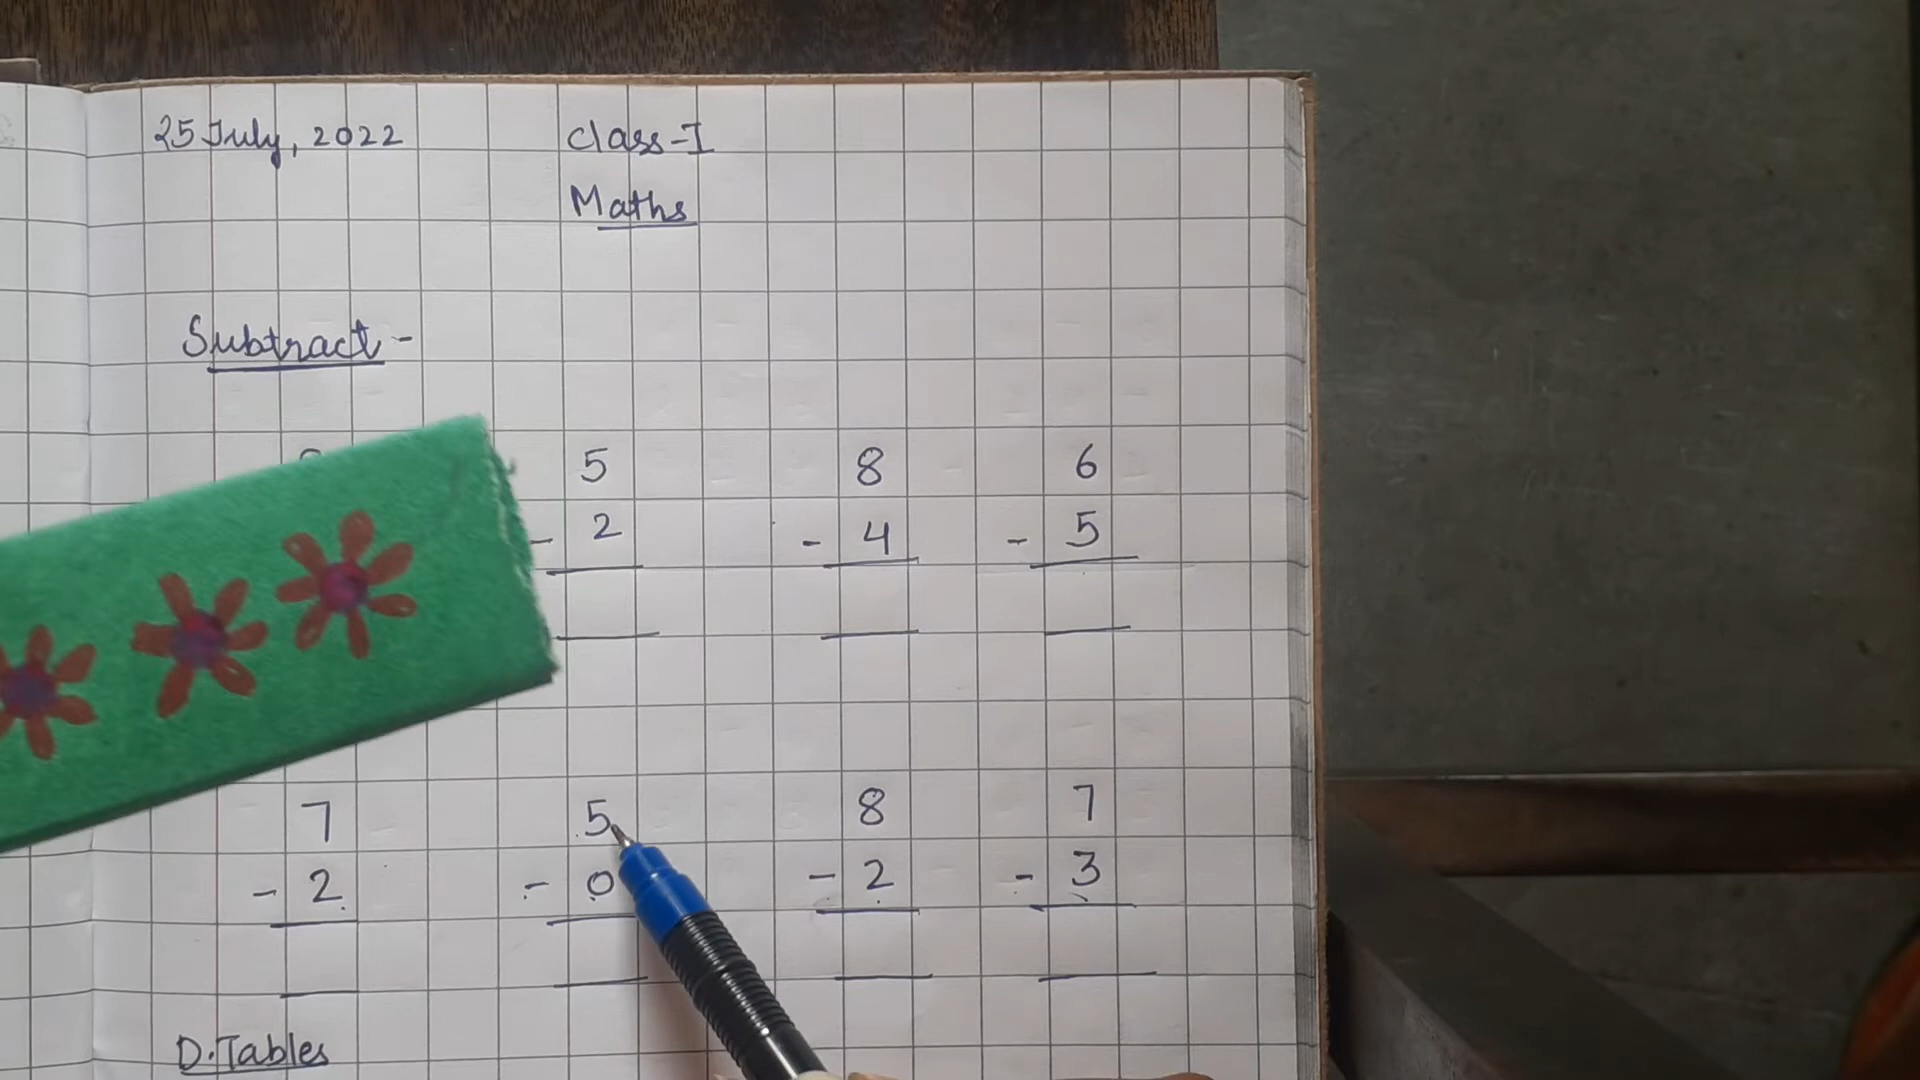 25 July, 2022 Class-I
Maths
Subtract-
5 8 6
- 2 - 4 - 5
7 5 8 7
- 2 - 0 - 2 - 3
D.Tables